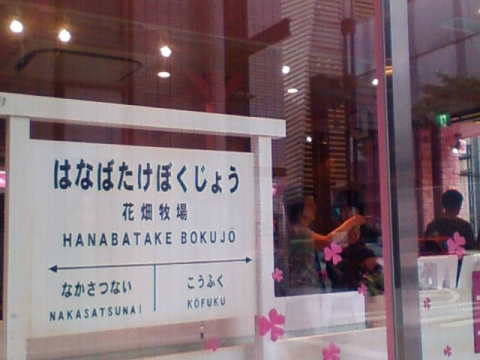 はなばたけぼくじょう
花畑牧場
HANABATAKE BOKUJŌ
なかさつない こうふく
NAKASATSUNAI KOFUKU